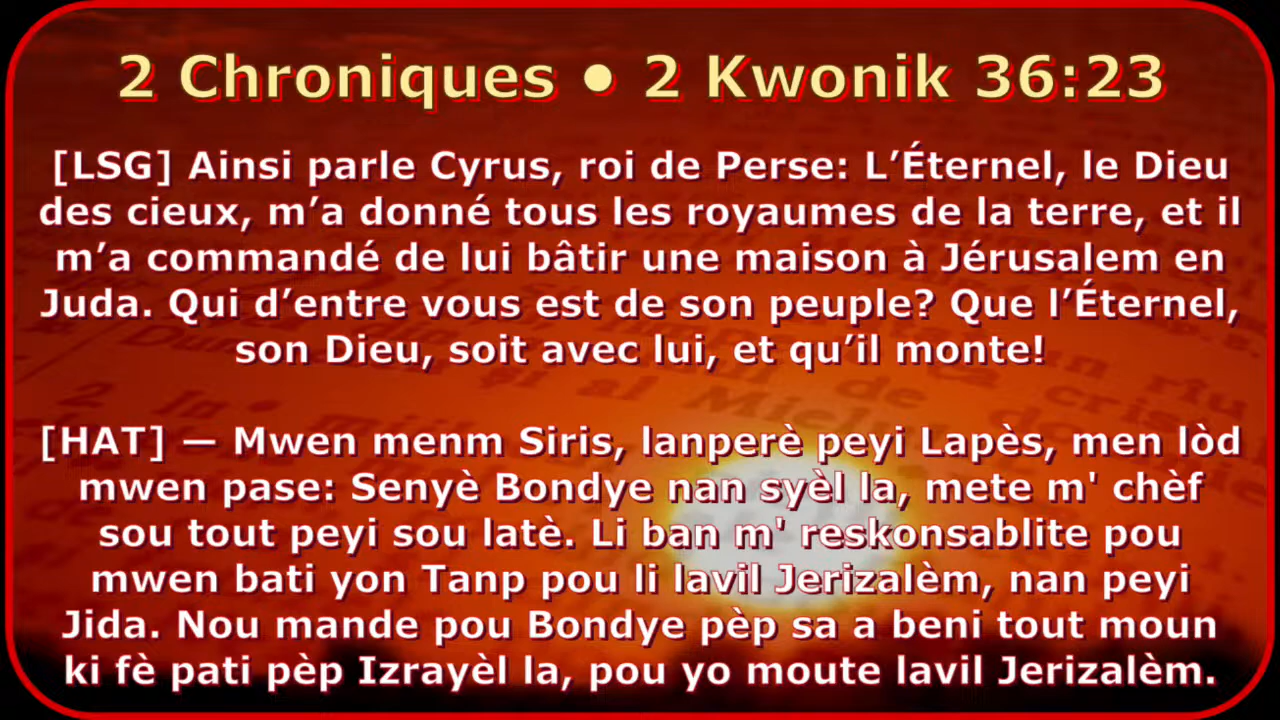 2 Chroniques • 2 Kwonik 36:23
[LSG] Ainsi parle Cyrus, roi de Perse: L’Éternel, le Dieu
des cieux, m’a donné tous les royaumes de la terre, et il
m’a commandé de lui bâtir une maison à Jérusalem en
Juda. Qui d’entre vous est de son peuple? Que l’Éternel,
son Dieu, soit avec lui, et qu’il monte!
[HAT] — Mwen menm Siris, lanperè peyi Lapès, men lòd
mwen pase: Senyè Bondye nan syèl la, mete m' chèf
sou tout peyi sou latè. Li ban m' reskonsablite pou
mwen bati yon Tanp pou li lavil Jerizalèm, nan peyi
Jida. Nou mande pou Bondye pèp sa a beni tout moun
ki fè pati pèp Izrayèl la, pou yo moute lavil Jerizalèm.